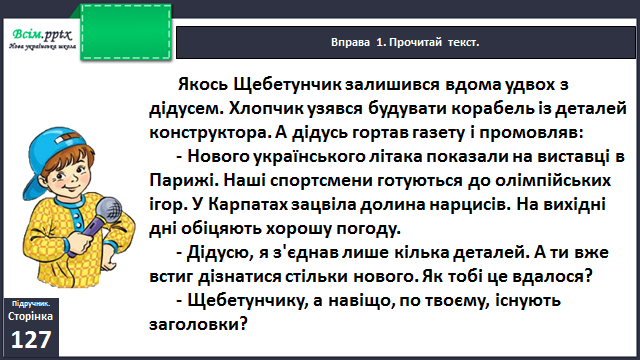 Всім.pptx
Нова українська школа
Вправа 1. Прочитай текст.
Якось Щебетунчик залишився вдома удвох з
дідусем. Хлопчик узявся будувати корабель із деталей
конструктора. А дідусь гортав газету і промовляв:
- Нового українського літака показали на виставці в
Парижі. Наші спортсмени готуються до олімпійських
ігор. У Карпатах зацвіла долина нарцисів. На вихідні
дні обіцяють хорошу погоду.
- Дідусю, я з'єднав лише кілька деталей. А ти вже
встиг дізнатися стільки нового. Як тобі це вдалося?
- Щебетунчику, а навіщо, по твоєму, існують
заголовки?
Підручник.
Сторінка
127